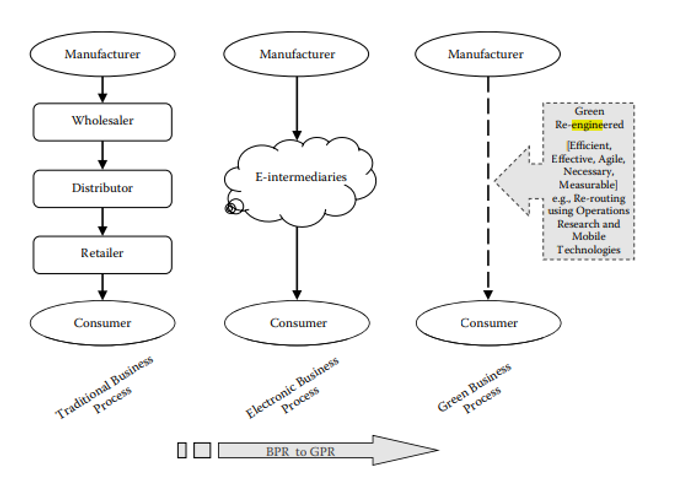 Manufacturer
Wholesaler
Distributor
Retailer
Consumer
Traditional Business
Process
Manufacturer
E-intermediaries
Consumer
Electronic Business
Process
Manufacturer
Consumer
Green Business
Process
Green
Re-engineered
[Efficient,
Effective, Agile,
Necessary,
Measurable]
e.g., Re-routing
using Operations
Research and
Mobile
Technologies
BPR to GPR